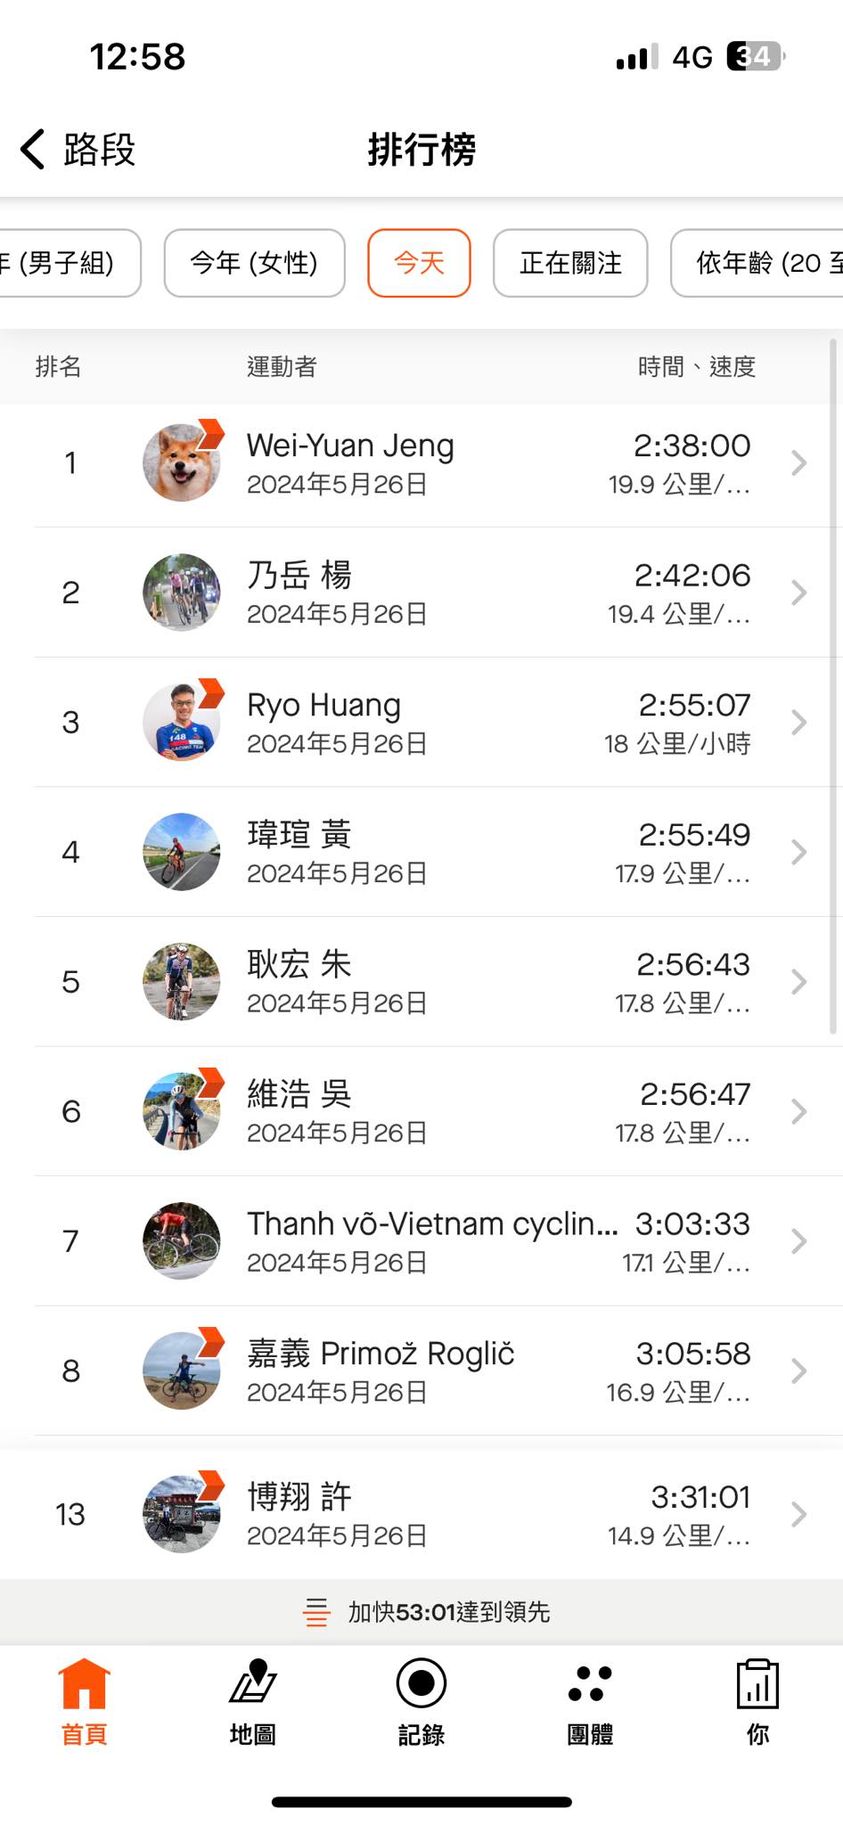 12:58
4G 34
路段
排行榜
年 (男子組)
今年 (女性)
今天
正在關注
依年齡 (20 至
排名
運動者
時間、速度
1
Wei-Yuan Jeng
2:38:00
2024年5月26日
19.9 公里/...
2
乃岳 楊
2:42:06
2024年5月26日
19.4 公里/...
3
Ryo Huang
2:55:07
2024年5月26日
18 公里/小時
4
瑋瑄 黃
2:55:49
2024年5月26日
17.9 公里/...
5
耿宏 朱
2:56:43
2024年5月26日
17.8 公里/...
6
維浩 吳
2:56:47
2024年5月26日
17.8 公里/...
7
Thanh võ-Vietnam cyclin...
3:03:33
2024年5月26日
17.1 公里/...
8
嘉義 Primož Roglič
3:05:58
2024年5月26日
16.9 公里/...
13
博翔 許
3:31:01
2024年5月26日
14.9 公里/...
加快53:01達到領先
首頁
地圖
記錄
團體
你